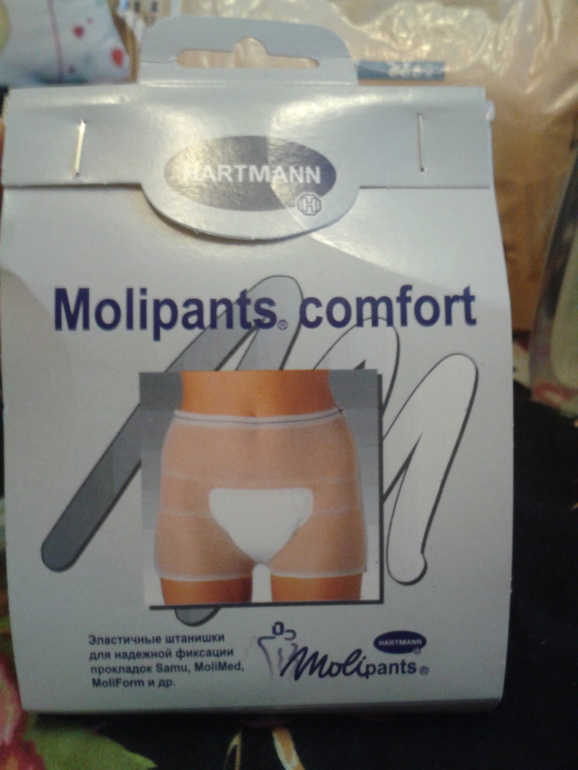 HARTMANN
Molipants® comfort
Эластичные штанишки
для надежной фиксации
прокладок Samu, MoliMed,
MoliForm и др.
Molipants®
HARTMANN